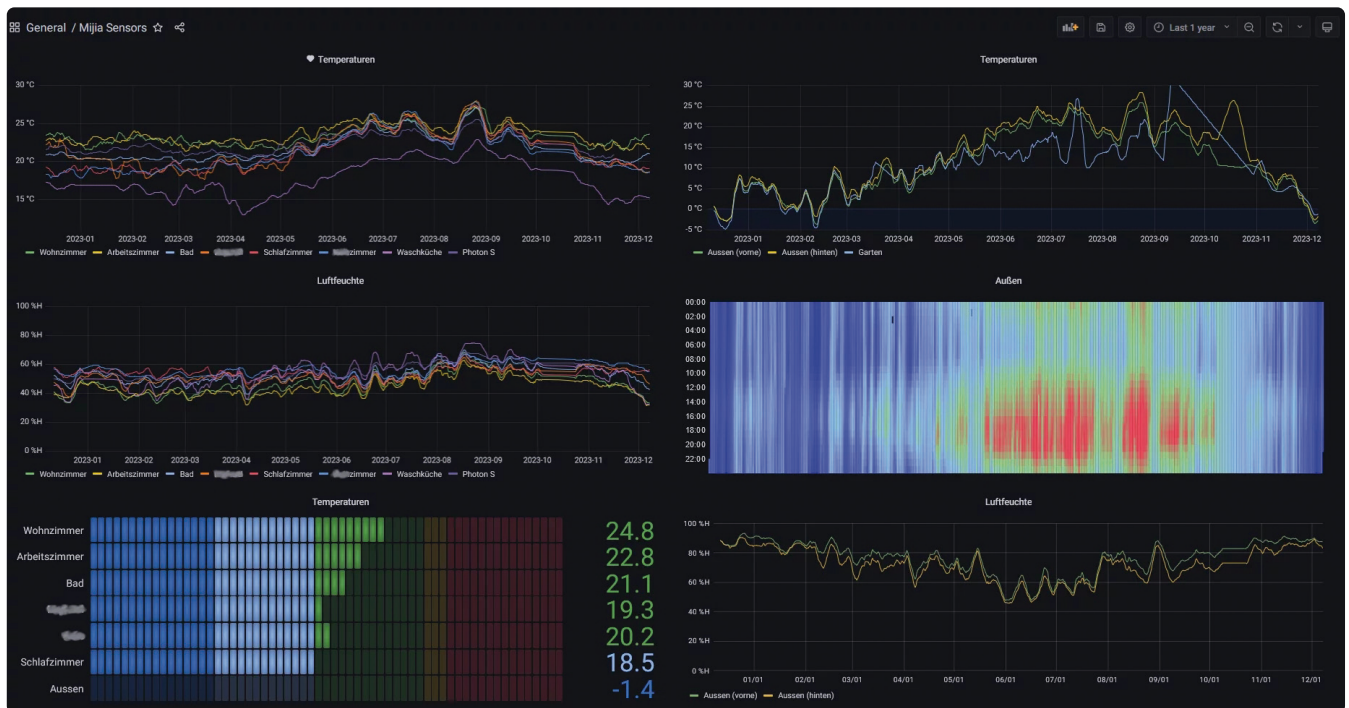 General / Mijia Sensors
Last 1 year
Temperaturen
30 °C
25 °C
20 °C
15 °C
2023-01 2023-02 2023-03 2023-04 2023-05 2023-06 2023-07 2023-08 2023-09 2023-10 2023-11 2023-12
Wohnzimmer Arbeitszimmer Bad Schlafzimmer zimmer Waschküche Photon S
Temperaturen
30 °C
25 °C
20 °C
15 °C
10 °C
5 °C
0 °C
-5 °C
2023-01 2023-02 2023-03 2023-04 2023-05 2023-06 2023-07 2023-08 2023-09 2023-10 2023-11 2023-12
Aussen (vorne) Aussen (hinten) Garten
Luftfeuchte
100 %H
80 %H
60 %H
40 %H
20 %H
0 %H
2023-01 2023-02 2023-03 2023-04 2023-05 2023-06 2023-07 2023-08 2023-09 2023-10 2023-11 2023-12
Wohnzimmer Arbeitszimmer Bad Schlafzimmer zimmer Waschküche Photon S
Außen
00:00
02:00
04:00
06:00
08:00
10:00
12:00
14:00
16:00
18:00
20:00
22:00
Temperaturen
Wohnzimmer 24.8
Arbeitszimmer 22.8
Bad 21.1
19.3
20.2
Schlafzimmer 18.5
Aussen -1.4
Luftfeuchte
100 %H
80 %H
60 %H
40 %H
20 %H
0 %H
01/01 02/01 03/01 04/01 05/01 06/01 07/01 08/01 09/01 10/01 11/01 12/01
Aussen (vorne) Aussen (hinten)